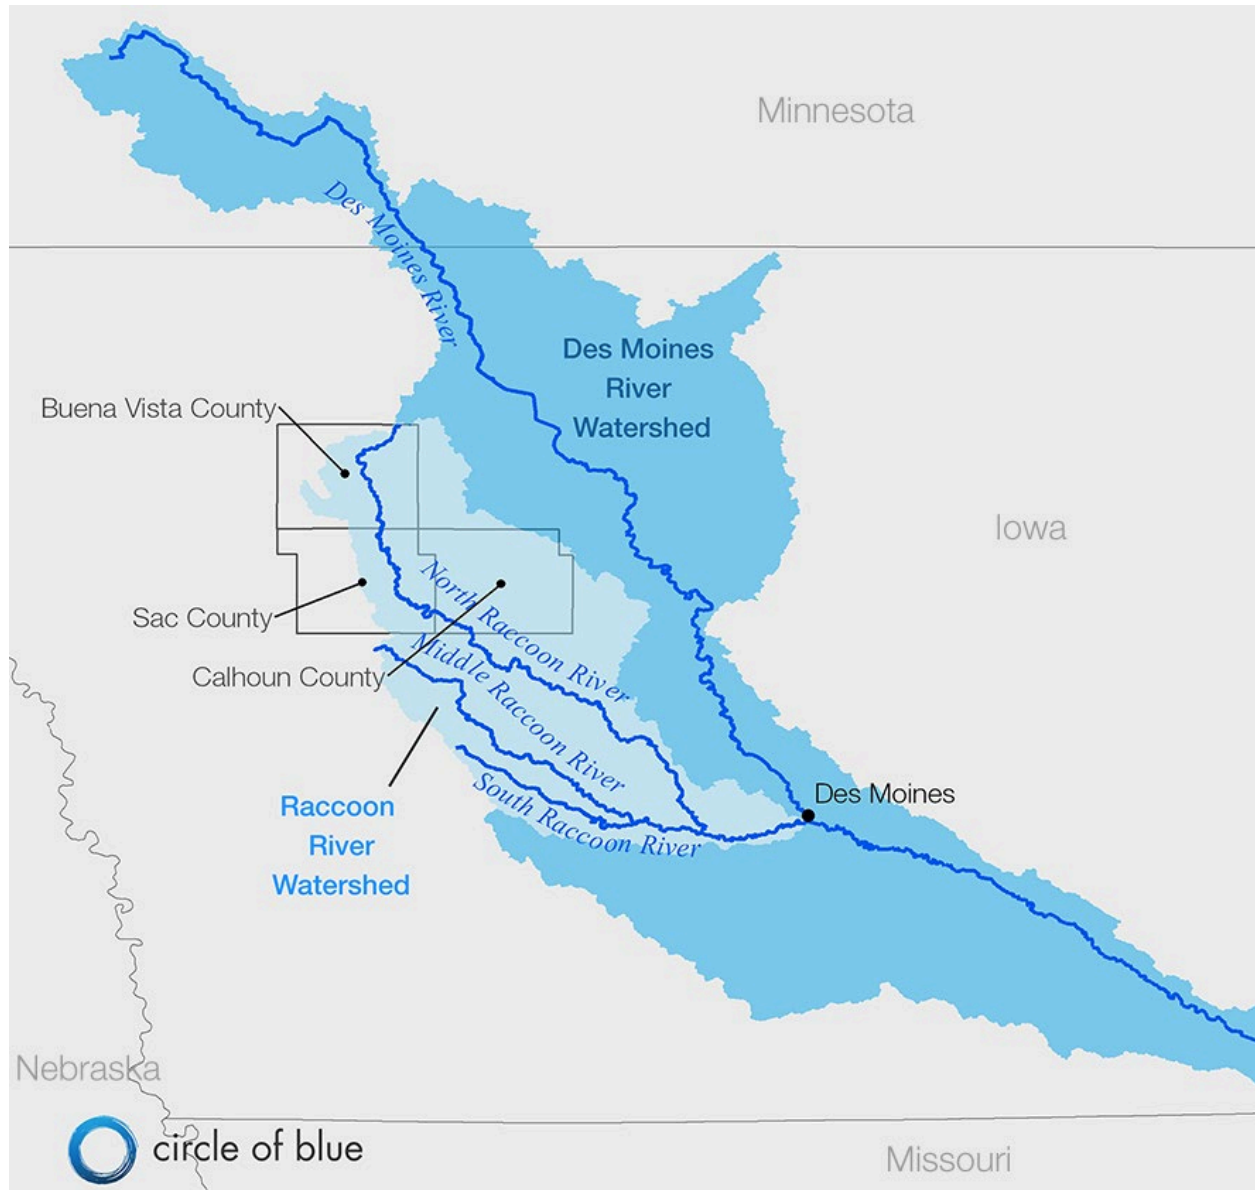 Minnesota
Des Moines River
Des Moines
River
Watershed
Buena Vista County
Iowa
Sac County
North Raccoon River
Calhoun County
Middle Raccoon River
Raccoon
River
Watershed
South Raccoon River
Des Moines
Nebraska
circle of blue
Missouri